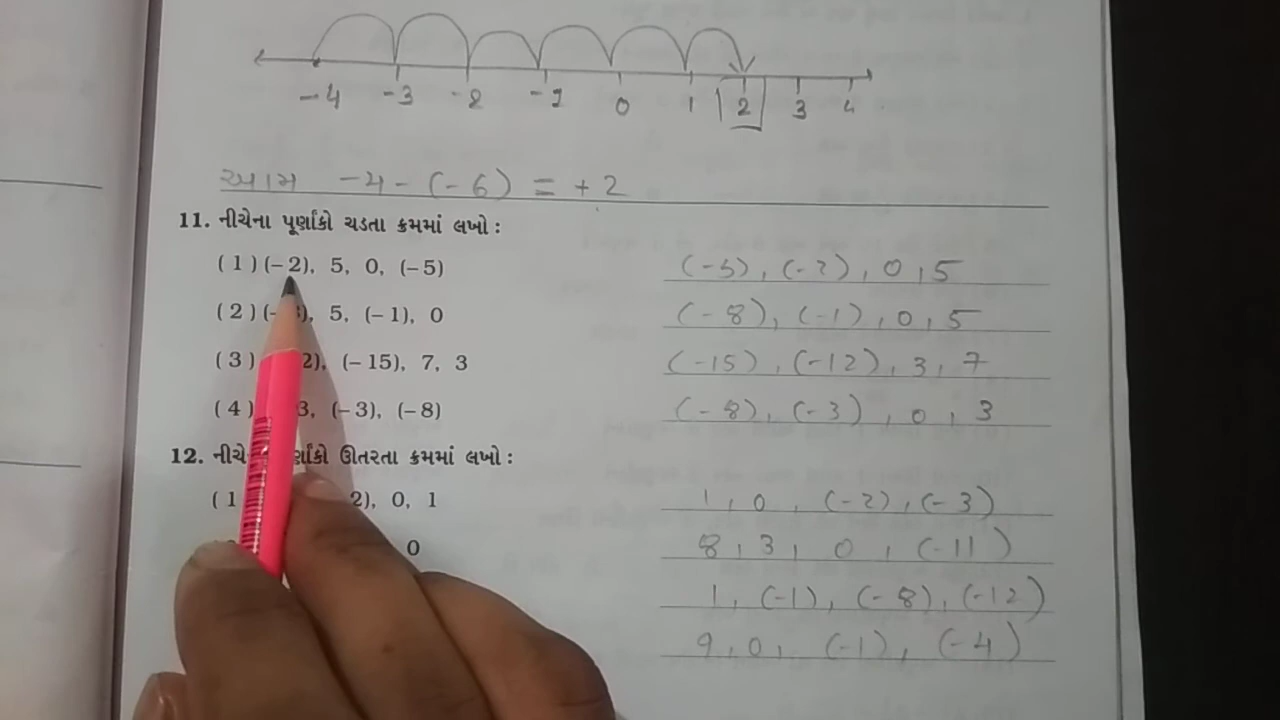 -4 -3 -2 -1 0 1 2 3 4
આમ -4 - (-6) = +2
11. નીચેના પૂર્ણાંકો ચડતા ક્રમમાં લખો :
(1) (-2), 5, 0, (-5) (-5), (-2), 0, 5
(2) 5, (-1), 0 (-8), (-1), 0, 5
(3) (-15), 7, 3 (-15), (-12), 3, 7
(4) 3, (-3), (-8) (-8), (-3), 0, 3
12. ઊતરતા ક્રમમાં લખો :
(1 2), 0, 1 1, 0, (-2), (-3)
0 8, 3, 0, (-11)
1, (-1), (-8), (-12)
9, 0, (-1), (-4)